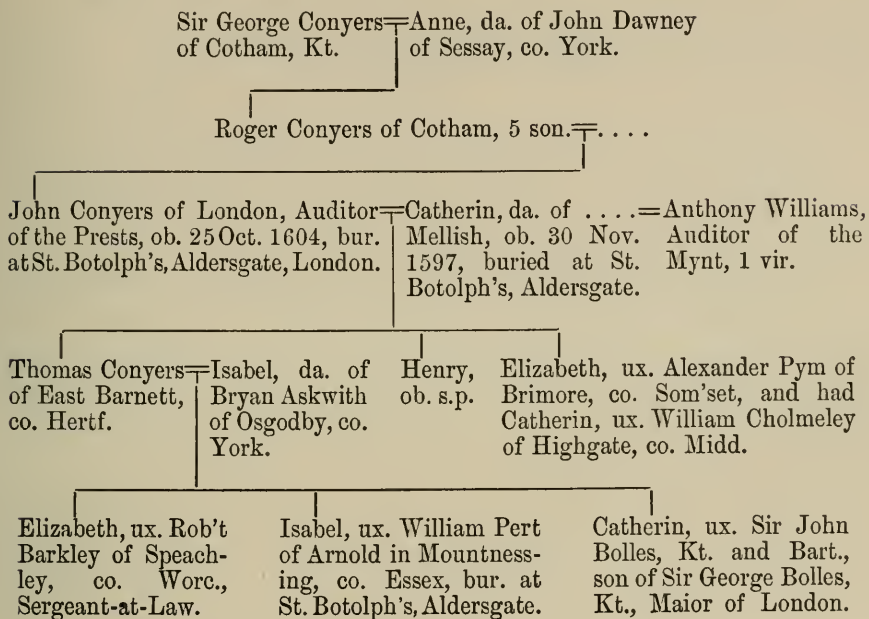 Sir George Conyers=Anne, da. of John Dawney
of Cotham, Kt. of Sessay, co. York.
Roger Conyers of Cotham, 5 son.=. . . .
John Conyers of London, Auditor=Catherin, da. of . . . .=Anthony Williams,
of the Prests, ob. 25 Oct. 1604, bur. Mellish, ob. 30 Nov. Auditor of the
at St. Botolph's, Aldersgate, London. 1597, buried at St. Mynt, 1 vir.
Botolph's, Aldersgate.
Thomas Conyers=Isabel, da. of Henry, Elizabeth, ux. Alexander Pym of
of East Barnett, Bryan Askwith ob. s.p. Brimore, co. Som'set, and had
co. Hertf. of Osgodby, co. Catherin, ux. William Cholmeley
York. of Highgate, co. Midd.
Elizabeth, ux. Rob't Isabel, ux. William Pert Catherin, ux. Sir John
Barkley of Speach- of Arnold in Mountness- Bolles, Kt. and Bart.,
ley, co. Worc., ing, co. Essex, bur. at son of Sir George Bolles,
Sergeant-at-Law. St. Botolph's, Aldersgate. Kt., Maior of London.